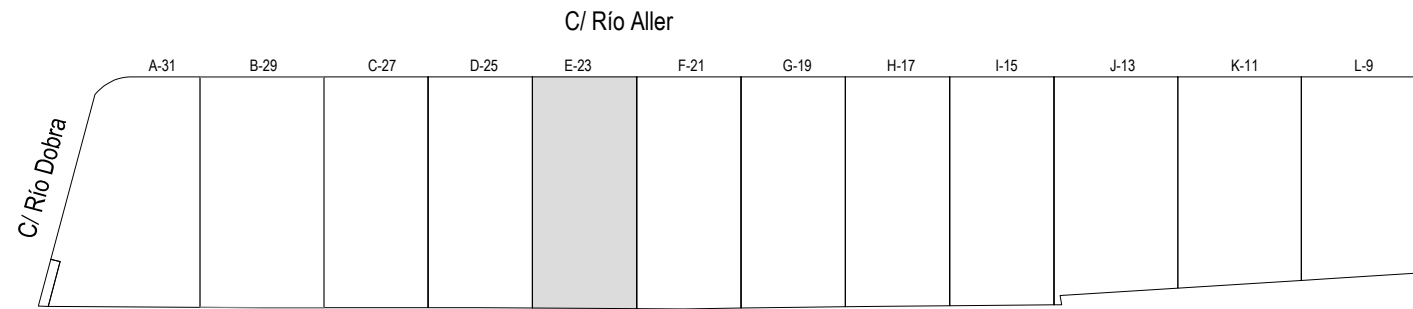 C/ Río Aller
A-31 B-29 C-27 D-25 E-23 F-21 G-19 H-17 I-15 J-13 K-11 L-9
C/ Río Dobra